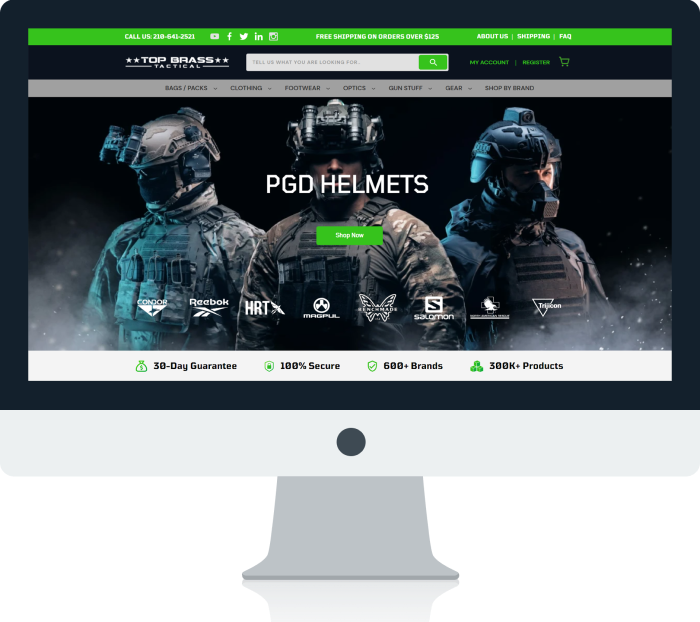 CALL US: 210-641-2521
FREE SHIPPING ON ORDERS OVER $125
ABOUT US | SHIPPING | FAQ
TOP BRASS
TACTICAL
TELL US WHAT YOU ARE LOOKING FOR..
MY ACCOUNT | REGISTER
BAGS / PACKS
CLOTHING
FOOTWEAR
OPTICS
GUN STUFF
GEAR
SHOP BY BRAND
PGD HELMETS
Shop Now
CONDOR
Reebok
HRT
MAGPUL
BENCHMADE
SALOMON
NORTH AMERICAN RESCUE
Trijicon
30-Day Guarantee
100% Secure
600+ Brands
300K+ Products